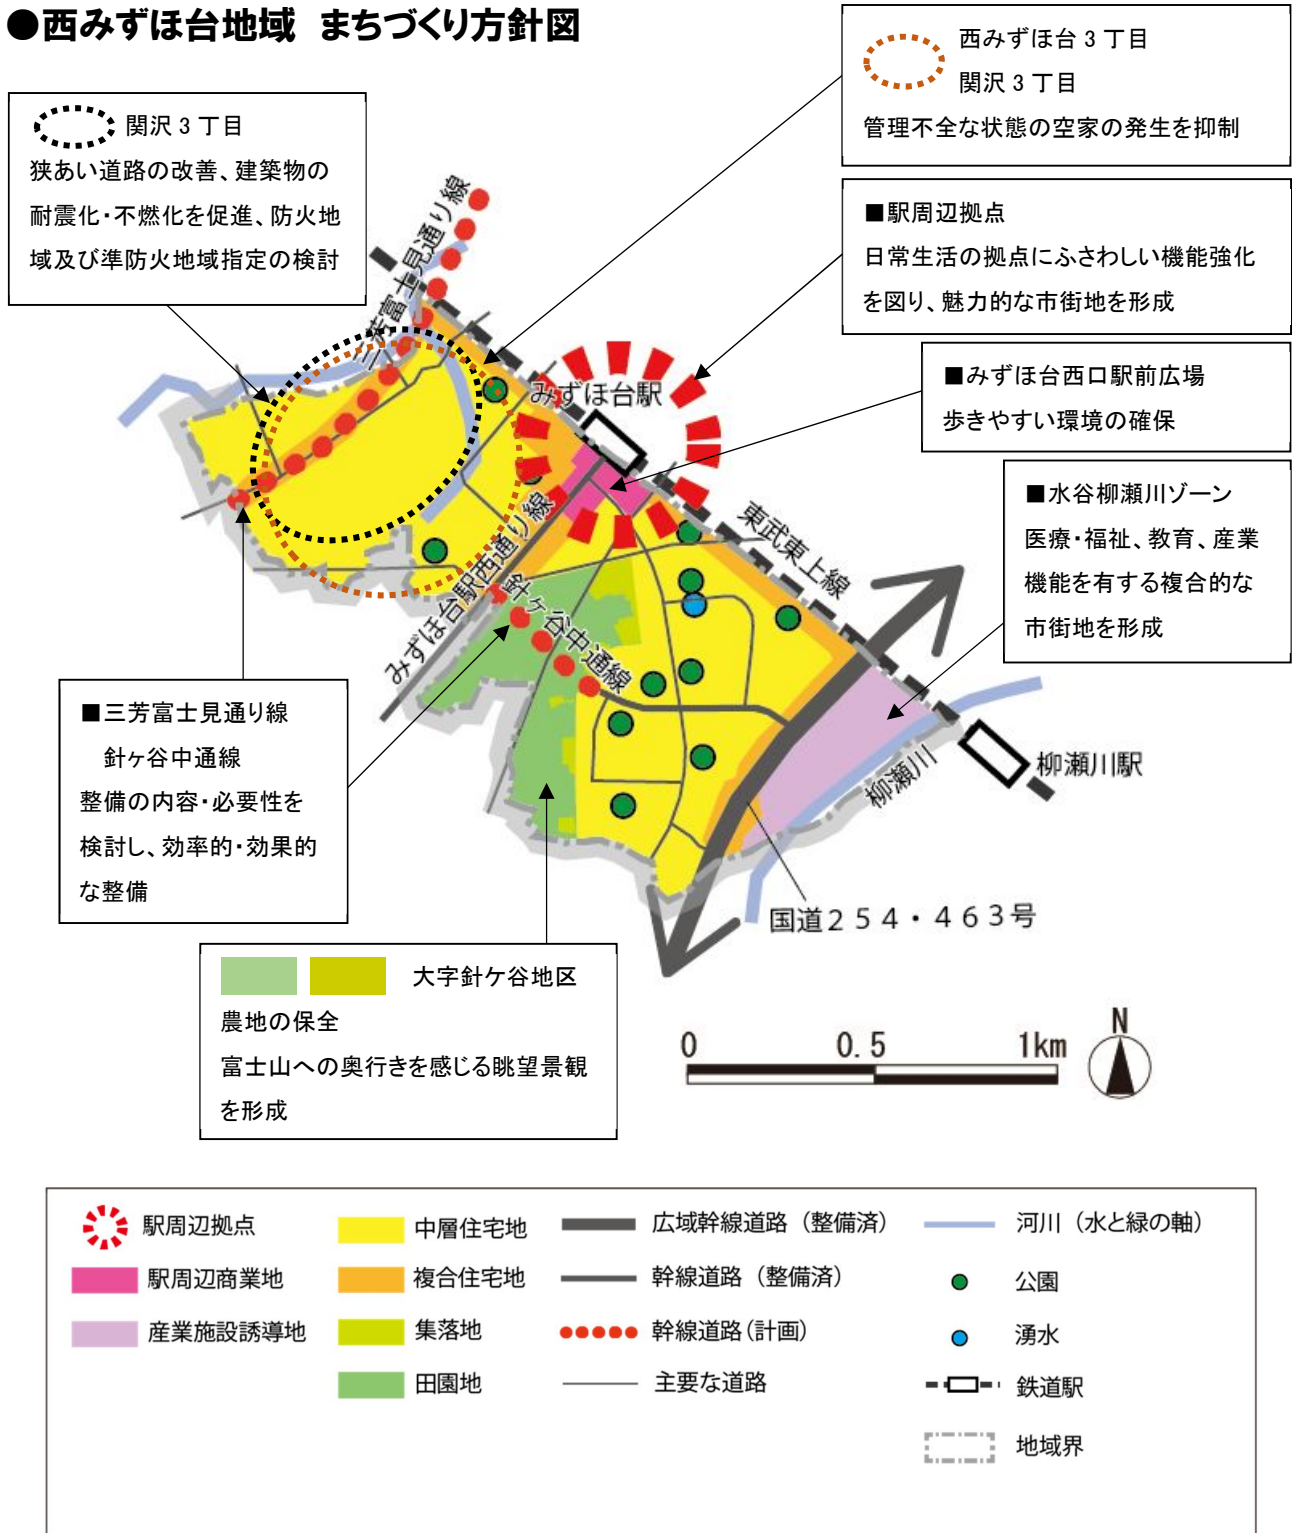 ●西みずほ台地域 まちづくり方針図
西みずほ台3丁目
関沢3丁目
管理不全な状態の空家の発生を抑制
関沢3丁目
狭あい道路の改善、建築物の
耐震化・不燃化を促進、防火地
域及び準防火地域指定の検討
■駅周辺拠点
日常生活の拠点にふさわしい機能強化
を図り、魅力的な市街地を形成
■みずほ台西口駅前広場
歩きやすい環境の確保
■水谷柳瀬川ゾーン
医療・福祉、教育、産業
機能を有する複合的な
市街地を形成
三芳富士見通り線
みずほ台駅
東武東上線
みずほ台駅西通り線
針ヶ谷中通線
柳瀬川
柳瀬川駅
国道254・463号
■三芳富士見通り線
針ヶ谷中通線
整備の内容・必要性を
検討し、効率的・効果的
な整備
大字針ケ谷地区
農地の保全
富士山への奥行きを感じる眺望景観
を形成
0 0.5 1km
N
駅周辺拠点
駅周辺商業地
産業施設誘導地
中層住宅地
複合住宅地
集落地
田園地
広域幹線道路（整備済）
幹線道路（整備済）
幹線道路(計画)
主要な道路
河川（水と緑の軸）
公園
湧水
鉄道駅
地域界